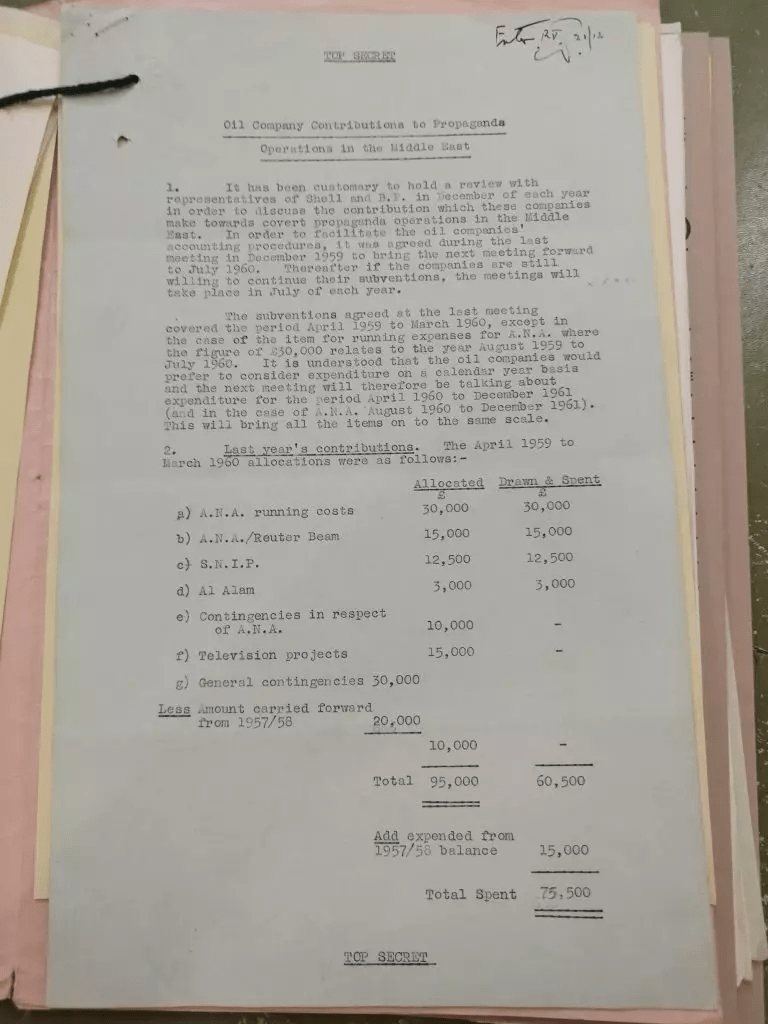 TOP SECRET
21/12
Oil Company Contributions to Propaganda
Operations in the Middle East
1. It has been customary to hold a review with
representatives of Shell and B.P. in December of each year
in order to discuss the contribution which these companies
make towards covert propaganda operations in the Middle
East. In order to facilitate the oil companies'
accounting procedures, it was agreed during the last
meeting in December 1959 to bring the next meeting forward
to July 1960. Thereafter if the companies are still
willing to continue their subventions, the meetings will
take place in July of each year.
The subventions agreed at the last meeting
covered the period April 1959 to March 1960, except in
the case of the item for running expenses for A.N.A. where
the figure of £30,000 relates to the year August 1959 to
July 1960. It is understood that the oil companies would
prefer to consider expenditure on a calendar year basis
and the next meeting will therefore be talking about
expenditure for the period April 1960 to December 1961
(and in the case of A.N.A. August 1960 to December 1961).
This will bring all the items on to the same scale.
2. Last year's contributions. The April 1959 to
March 1960 allocations were as follows:-
Allocated Drawn & Spent
£ £
a) A.N.A. running costs 30,000 30,000
b) A.N.A./Reuter Beam 15,000 15,000
c) S.N.I.P. 12,500 12,500
d) Al Alam 3,000 3,000
e) Contingencies in respect
of A.N.A. 10,000 -
f) Television projects 15,000 -
g) General contingencies 30,000
Less Amount carried forward
from 1957/58 20,000
10,000 -
Total 95,000 60,500
Add expended from
1957/58 balance 15,000
Total Spent 75,500
TOP SECRET